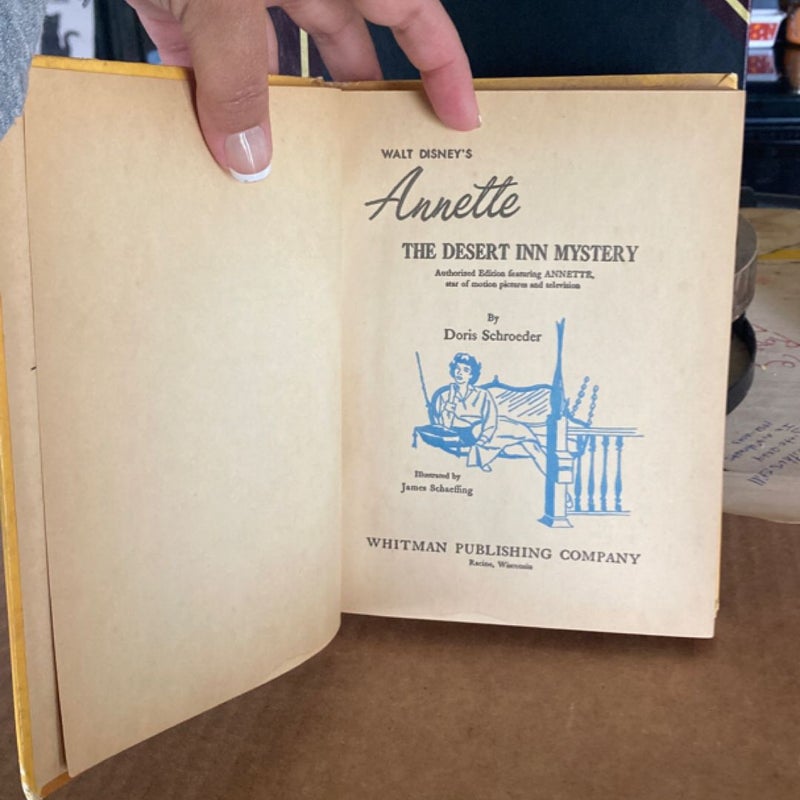 WALT DISNEY'S
Annette
THE DESERT INN MYSTERY
Authorized Edition featuring ANNETTE,
star of motion pictures and television
By
Doris Schroeder
Illustrated by
James Schaeffing
WHITMAN PUBLISHING COMPANY
Racine, Wisconsin